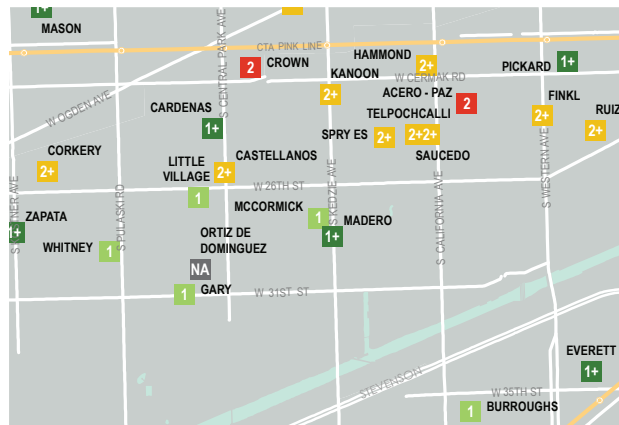 1+
MASON
S CENTRAL PARK AVE
CTA PINK LINE
HAMMOND
2+
PICKARD
1+
2
CROWN
KANOON
2+
W CERMAK RD
W OGDEN AVE
ACERO - PAZ
2
FINKL
2+
RUIZ
2+
CARDENAS
1+
TELPOCHCALLI
SPRY ES
2+
2+2+
SAUCEDO
CORKERY
2+
LITTLE
VILLAGE
1
CASTELLANOS
2+
W 26TH ST
S KEDZIE AVE
S CALIFORNIA AVE
S WESTERN AVE
S PULASKI RD
MCCORMICK
1
MADERO
1+
ZAPATA
1+
WHITNEY
1
ORTIZ DE
DOMINGUEZ
NA
1
GARY
W 31ST ST
STEVENSON
EVERETT
1+
W 35TH ST
1
BURROUGHS